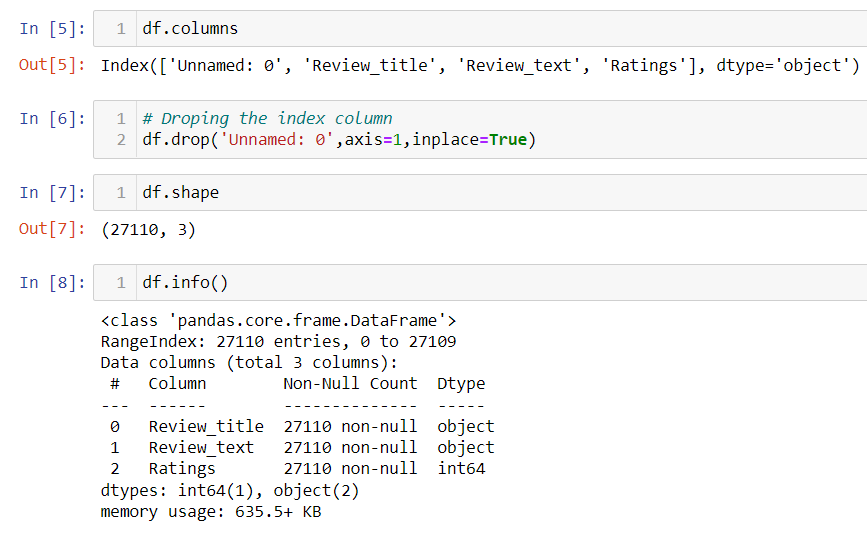 In [5]: 1 df.columns
Out[5]: Index(['Unnamed: 0', 'Review_title', 'Review_text', 'Ratings'], dtype='object')
In [6]: 1 # Droping the index column
2 df.drop('Unnamed: 0',axis=1,inplace=True)
In [7]: 1 df.shape
Out[7]: (27110, 3)
In [8]: 1 df.info()
<class 'pandas.core.frame.DataFrame'>
RangeIndex: 27110 entries, 0 to 27109
Data columns (total 3 columns):
 #   Column        Non-Null Count  Dtype
---  ------        --------------  -----
 0   Review_title  27110 non-null  object
 1   Review_text   27110 non-null  object
 2   Ratings       27110 non-null  int64
dtypes: int64(1), object(2)
memory usage: 635.5+ KB